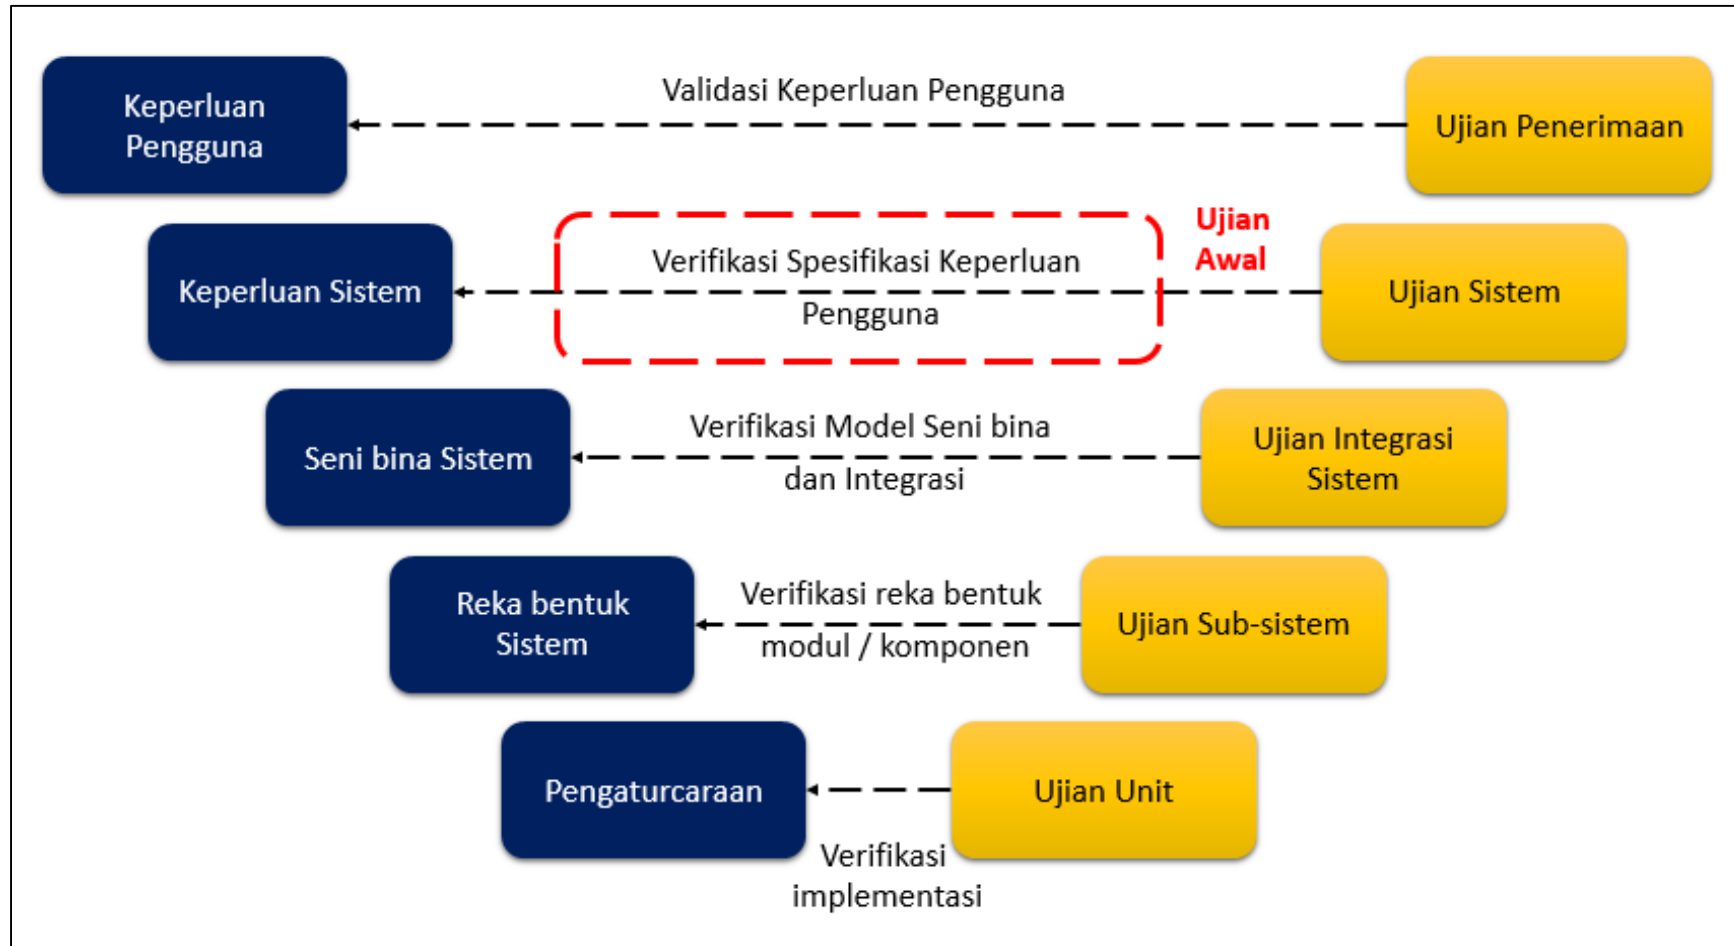 Keperluan
Pengguna
Validasi Keperluan Pengguna
Ujian Penerimaan
Keperluan Sistem
Verifikasi Spesifikasi Keperluan
Pengguna
Ujian
Awal
Ujian Sistem
Seni bina Sistem
Verifikasi Model Seni bina
dan Integrasi
Ujian Integrasi
Sistem
Reka bentuk
Sistem
Verifikasi reka bentuk
modul / komponen
Ujian Sub-sistem
Pengaturcaraan
Verifikasi
implementasi
Ujian Unit